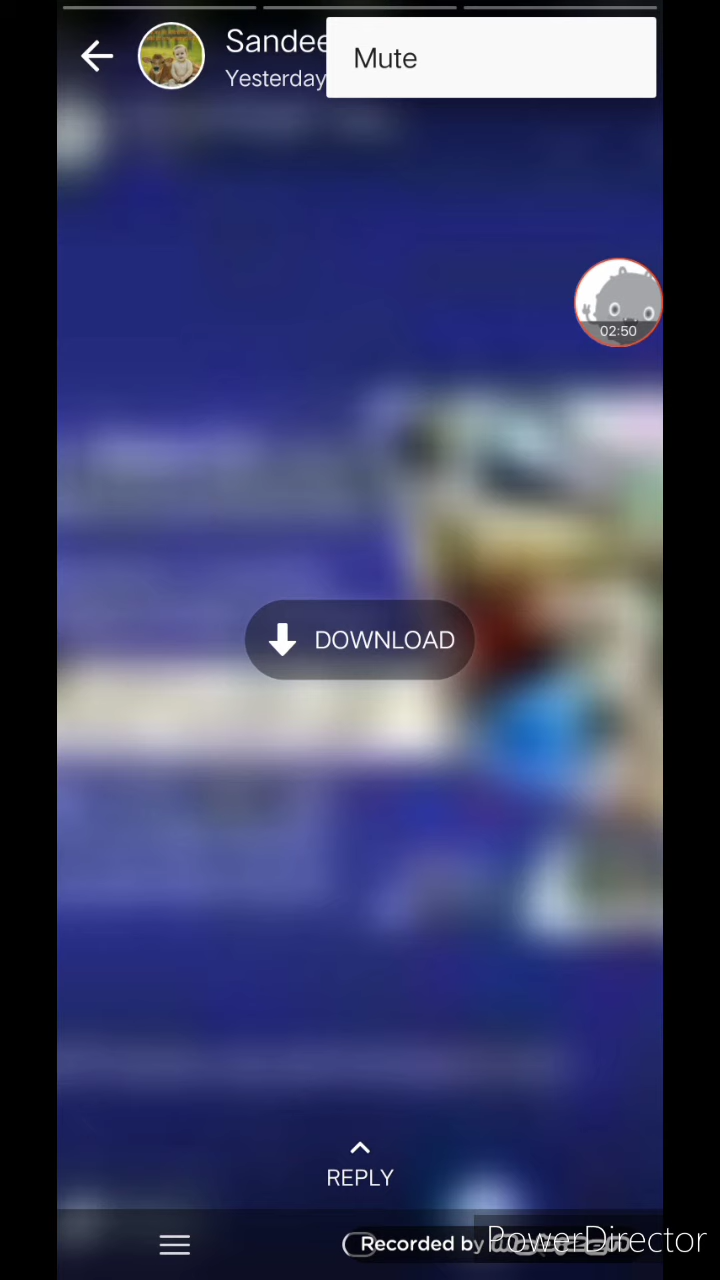 Sandee
Mute
Yesterday
02:50
DOWNLOAD
REPLY
Recorded by
PowerDirector